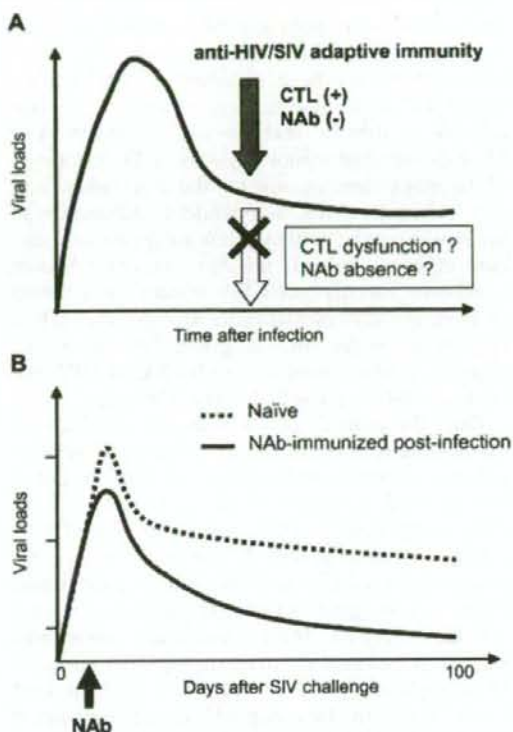 A
anti-HIV/SIV adaptive immunity
CTL (+)
NAb (-)
Viral loads
CTL dysfunction ?
NAb absence ?
Time after infection
B
Naïve
NAb-immunized post-infection
Viral loads
0
100
Days after SIV challenge
NAb